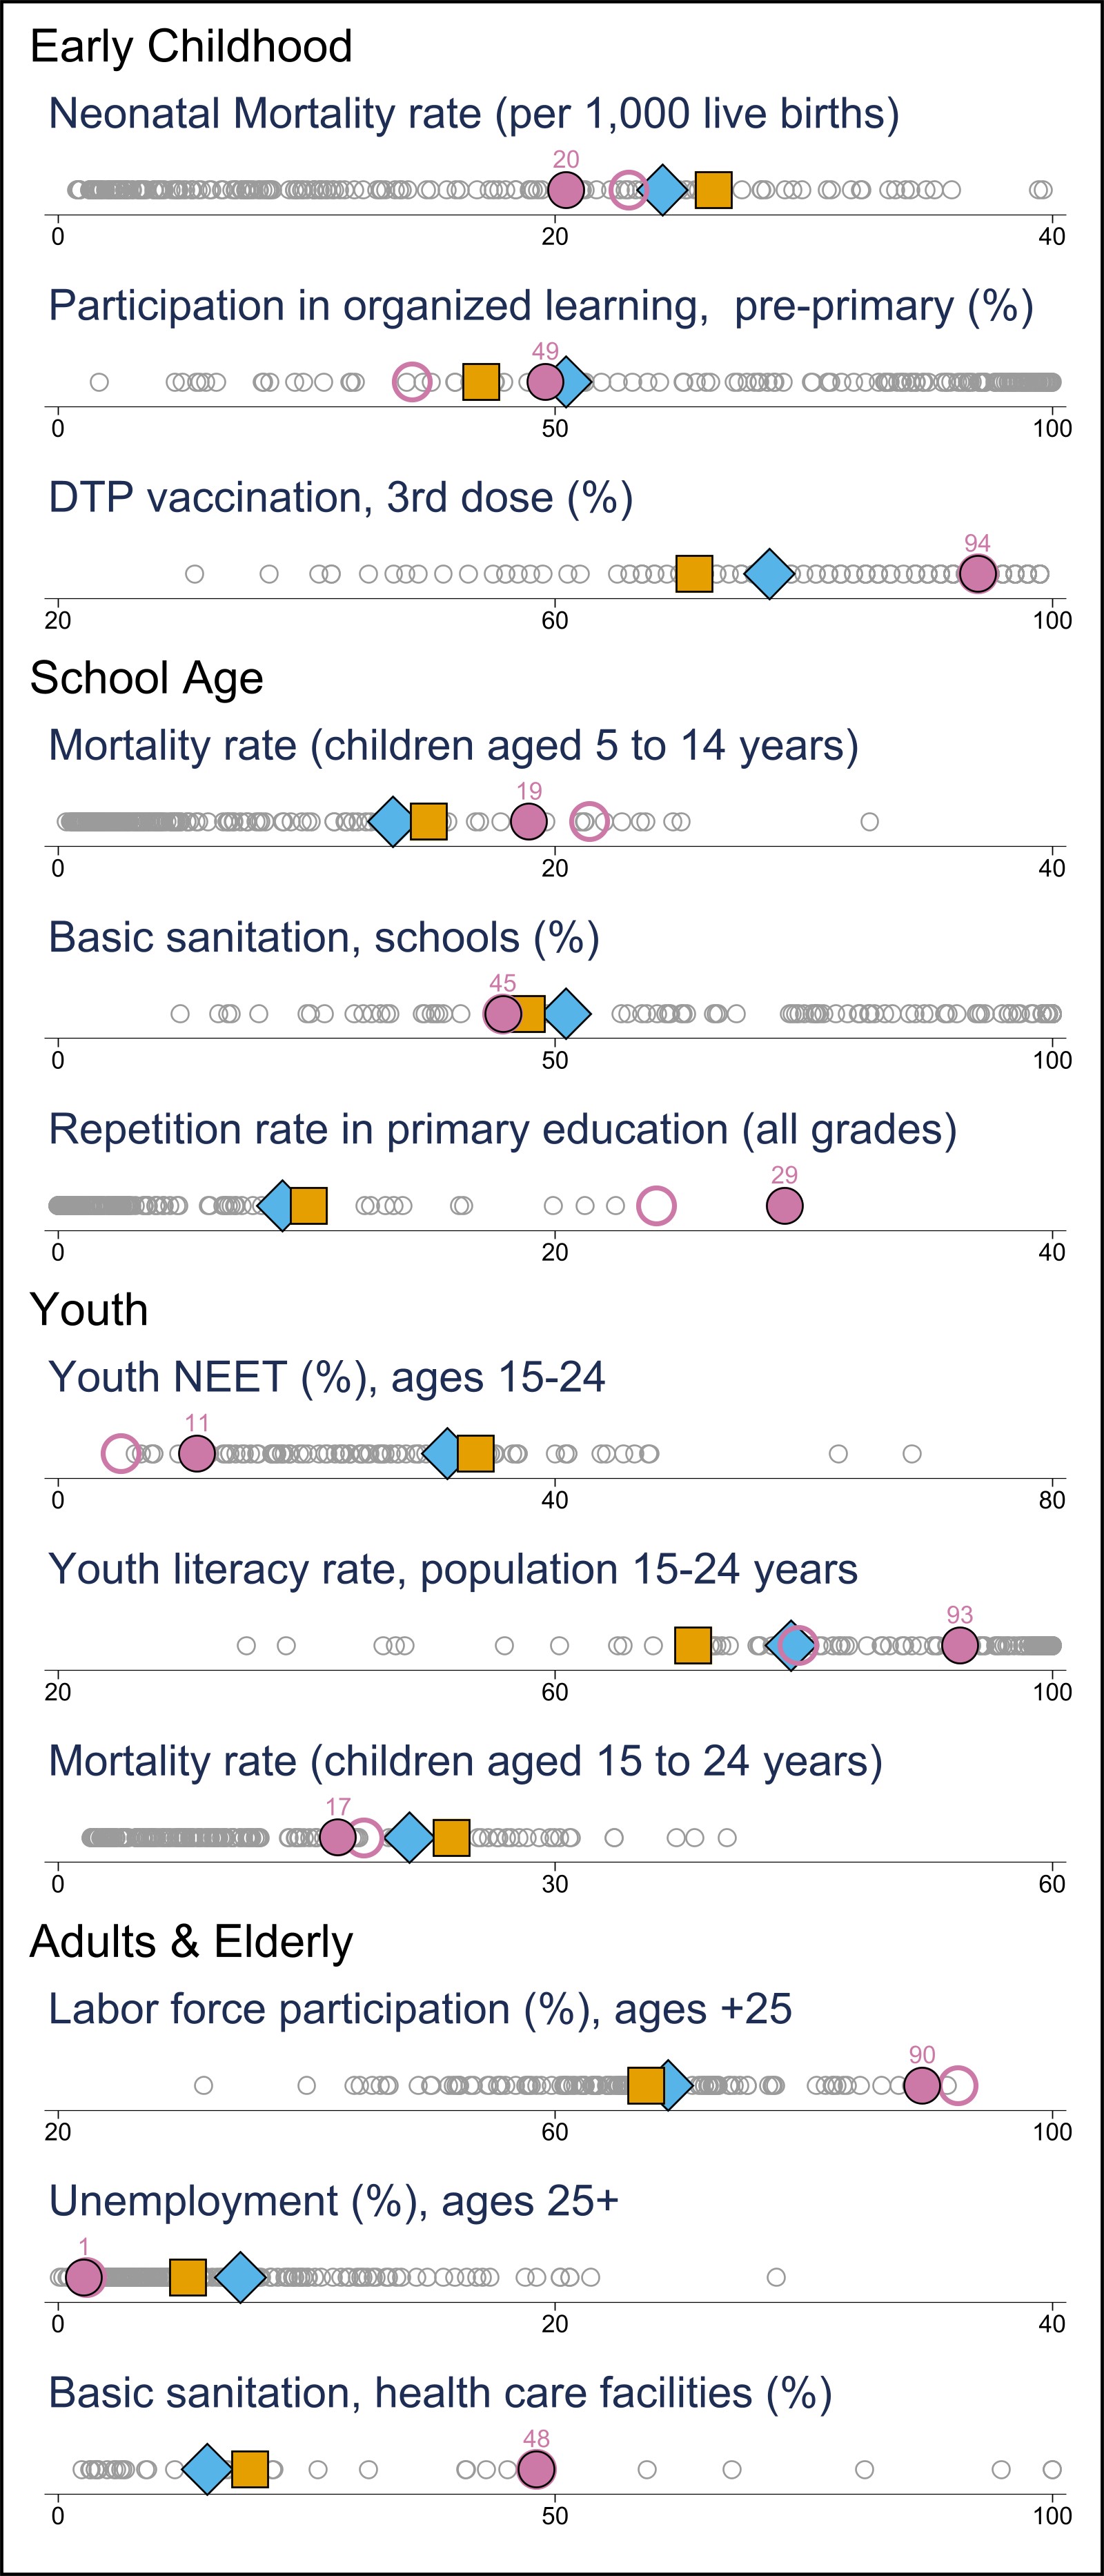 Early Childhood
Neonatal Mortality rate (per 1,000 live births)
20
0 20 40
Participation in organized learning,  pre-primary (%)
49
0 50 100
DTP vaccination, 3rd dose (%)
94
20 60 100
School Age
Mortality rate (children aged 5 to 14 years)
19
0 20 40
Basic sanitation, schools (%)
45
0 50 100
Repetition rate in primary education (all grades)
29
0 20 40
Youth
Youth NEET (%), ages 15-24
11
0 40 80
Youth literacy rate, population 15-24 years
93
20 60 100
Mortality rate (children aged 15 to 24 years)
17
0 30 60
Adults & Elderly
Labor force participation (%), ages +25
90
20 60 100
Unemployment (%), ages 25+
1
0 20 40
Basic sanitation, health care facilities (%)
48
0 50 100